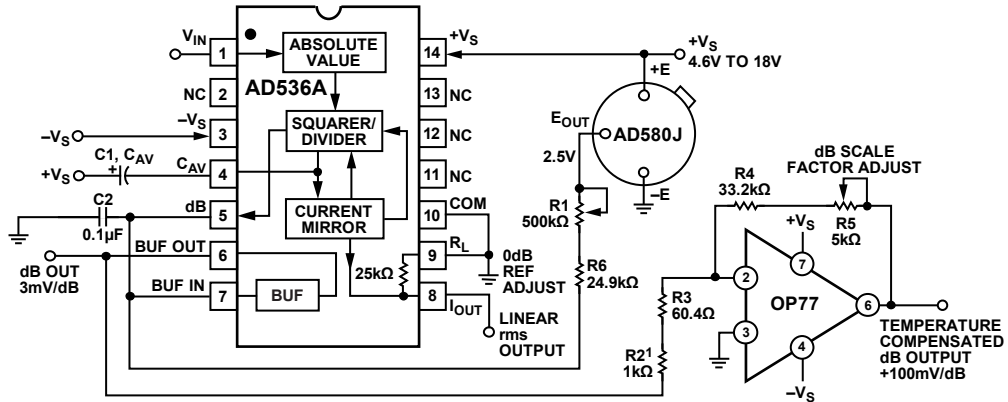 V_IN
1
ABSOLUTE
VALUE
14
+V_S
+V_S
4.6V TO 18V
NC
2
AD536A
13
NC
+E
–V_S
–V_S
3
SQUARER/
DIVIDER
12
NC
E_OUT
AD580J
2.5V
–E
C1, C_AV
+V_S
+
C_AV
4
11
NC
dB SCALE
FACTOR ADJUST
C2
0.1µF
dB
5
CURRENT
MIRROR
10
COM
R1
500kΩ
R4
33.2kΩ
R5
5kΩ
BUF OUT
6
dB OUT
3mV/dB
25kΩ
9
R_L
0dB
REF
ADJUST
R6
24.9kΩ
+V_S
7
BUF IN
7
BUF
8
I_OUT
LINEAR
rms
OUTPUT
R3
60.4Ω
2
OP77
6
3
R2¹
1kΩ
4
–V_S
TEMPERATURE
COMPENSATED
dB OUTPUT
+100mV/dB